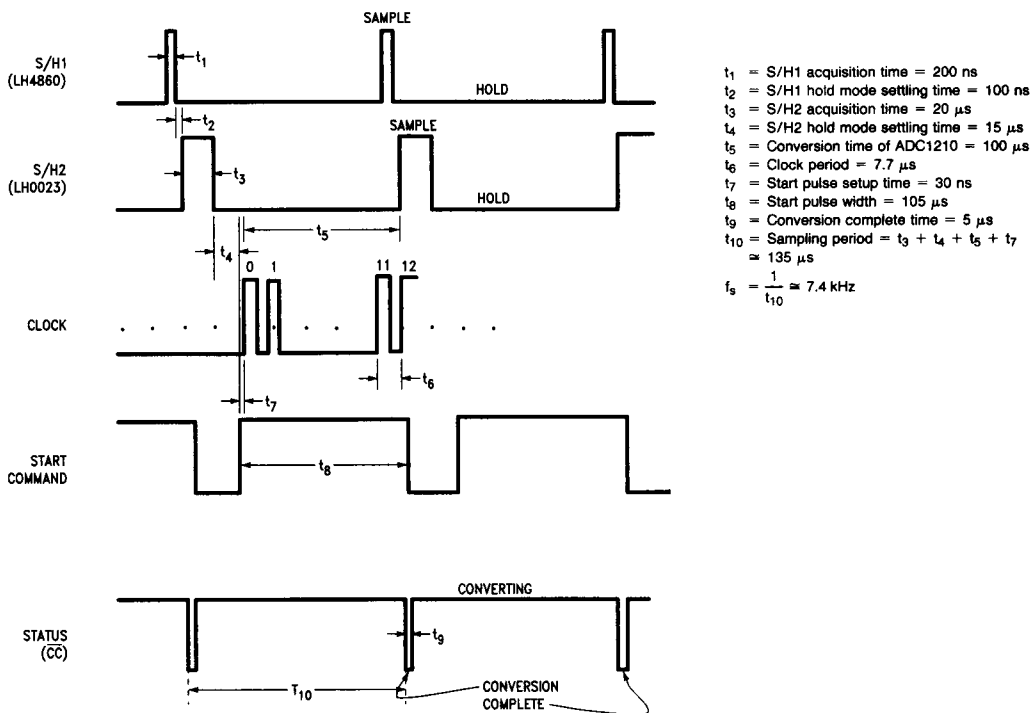 SAMPLE
S/H1
(LH4860)
t₁
HOLD
t₂
SAMPLE
S/H2
(LH0023)
t₃
HOLD
t₅
t₄
0 1 11 12
CLOCK
t₆
t₇
START
COMMAND
t₈
CONVERTING
STATUS
(C̅C̅)
t₉
T₁₀
CONVERSION
COMPLETE
t₁ = S/H1 acquisition time = 200 ns
t₂ = S/H1 hold mode settling time = 100 ns
t₃ = S/H2 acquisition time = 20 μs
t₄ = S/H2 hold mode settling time = 15 μs
t₅ = Conversion time of ADC1210 = 100 μs
t₆ = Clock period = 7.7 μs
t₇ = Start pulse setup time = 30 ns
t₈ = Start pulse width = 105 μs
t₉ = Conversion complete time = 5 μs
t₁₀ = Sampling period = t₃ + t₄ + t₅ + t₇
≅ 135 μs
fₛ = 1/t₁₀ ≅ 7.4 kHz